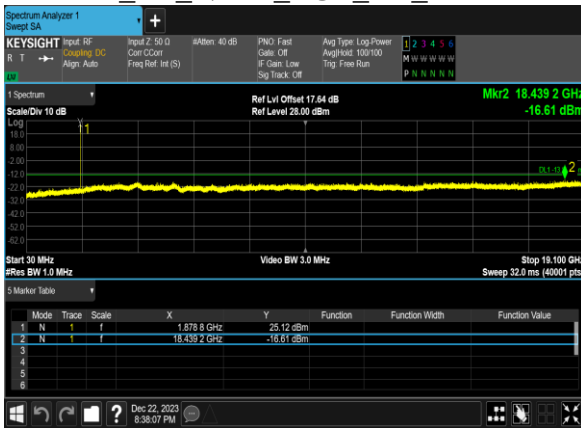 Spectrum Analyzer 1
Swept SA
+
KEYSIGHT Input: RF Input Z: 50 Ω #Atten: 40 dB PNO: Fast Avg Type: Log-Power 1 2 3 4 5 6
R T Coupling: DC Corr CCorr Gate: Off Avg|Hold: 100/100 M W W W W W
Align: Auto Freq Ref: Int (S) IF Gain: Low Trig: Free Run
Sig Track: Off P N N N N N
LW
1 Spectrum Ref Lvl Offset 17.64 dB Mkr2 18.439 2 GHz
Scale/Div 10 dB Ref Level 28.00 dBm -16.61 dBm
Log
1
18.0
8.00
-2.00
-12.0
DL1 -13. 2
-22.0
-32.0
-42.0
-52.0
-62.0
Start 30 MHz Video BW 3.0 MHz Stop 19.100 GHz
#Res BW 1.0 MHz Sweep 32.0 ms (40001 pts
5 Marker Table
Mode Trace Scale X Y Function Function Width Function Value
1 N 1 f 1.878 8 GHz 25.12 dBm
2 N 1 f 18.439 2 GHz -16.61 dBm
3
4
5
6
? Dec 22, 2023
8:38:07 PM